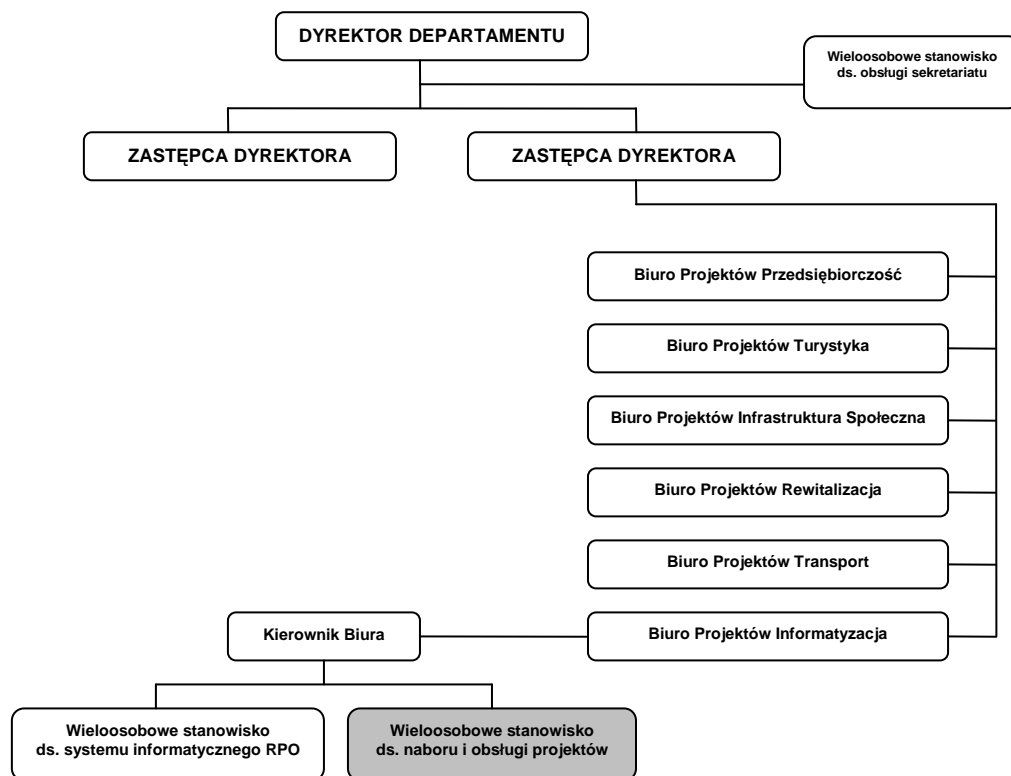 DYREKTOR DEPARTAMENTU
Wieloosobowe stanowisko
ds. obsługi sekretariatu
ZASTĘPCA DYREKTORA
ZASTĘPCA DYREKTORA
Biuro Projektów Przedsiębiorczość
Biuro Projektów Turystyka
Biuro Projektów Infrastruktura Społeczna
Biuro Projektów Rewitalizacja
Biuro Projektów Transport
Kierownik Biura
Biuro Projektów Informatyzacja
Wieloosobowe stanowisko
ds. systemu informatycznego RPO
Wieloosobowe stanowisko
ds. naboru i obsługi projektów